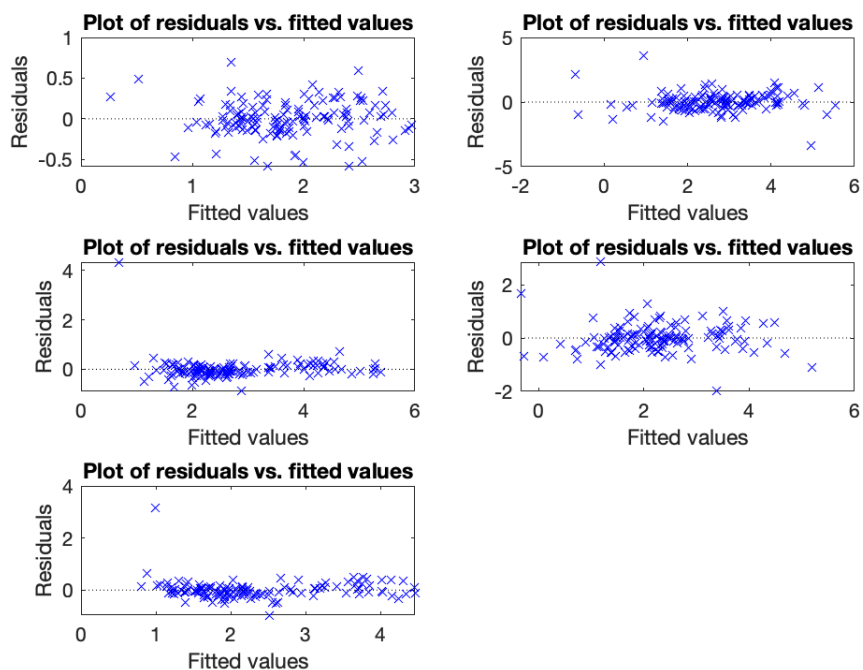 Plot of residuals vs. fitted values
1
0.5
0
-0.5
Residuals
0 1 2 3
Fitted values
Plot of residuals vs. fitted values
5
0
-5
Residuals
-2 0 2 4 6
Fitted values
Plot of residuals vs. fitted values
4
2
0
Residuals
0 2 4 6
Fitted values
Plot of residuals vs. fitted values
2
0
-2
Residuals
0 2 4 6
Fitted values
Plot of residuals vs. fitted values
4
2
0
Residuals
0 1 2 3 4
Fitted values